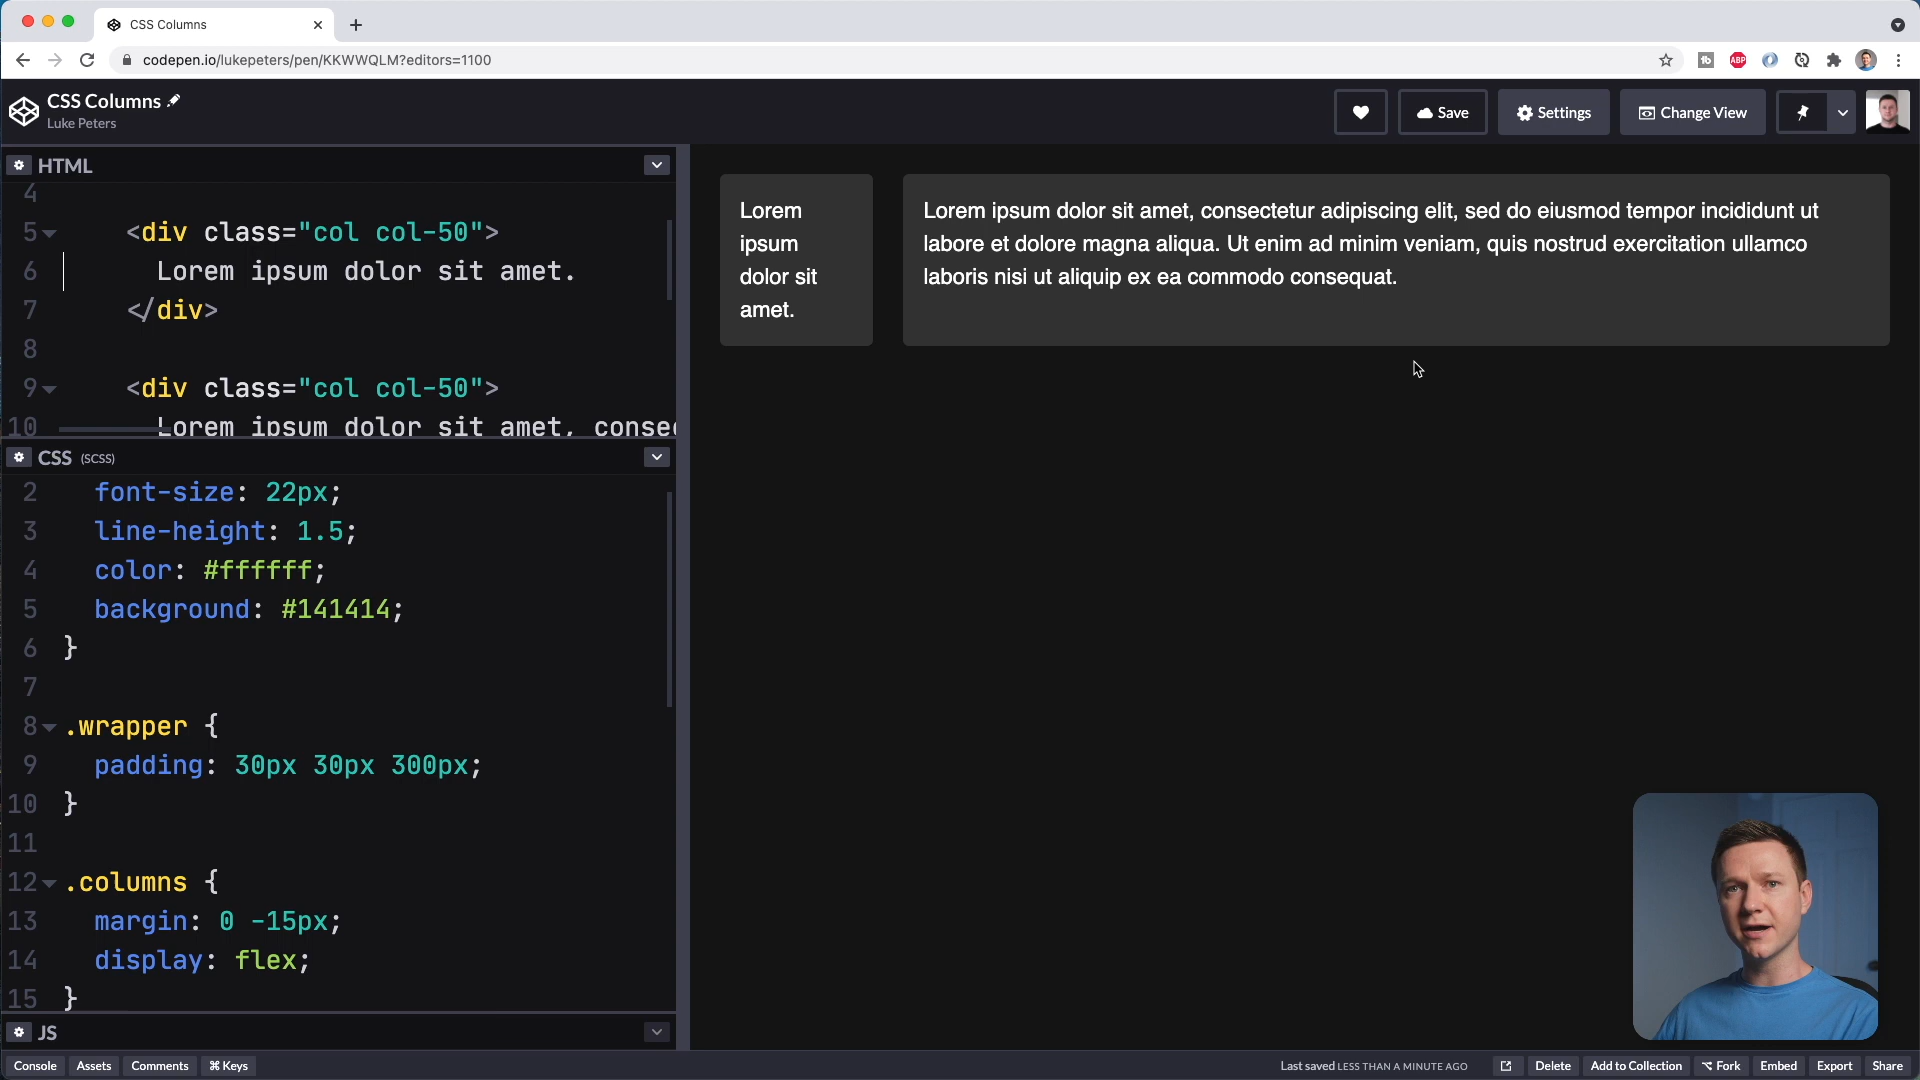 CSS Columns
codepen.io/lukepeters/pen/KKWWQLM?editors=1100
ABP
CSS Columns
Luke Peters
Save
Settings
Change View
HTML
4
5 <div class="col col-50">
6 Lorem ipsum dolor sit amet.
7 </div>
8
9 <div class="col col-50">
10 Lorem ipsum dolor sit amet, consec
CSS (SCSS)
2 font-size: 22px;
3 line-height: 1.5;
4 color: #ffffff;
5 background: #141414;
6 }
7
8 .wrapper {
9 padding: 30px 30px 300px;
10 }
11
12 .columns {
13 margin: 0 -15px;
14 display: flex;
15 }
JS
Lorem
ipsum
dolor sit
amet.
Lorem ipsum dolor sit amet, consectetur adipiscing elit, sed do eiusmod tempor incididunt ut
labore et dolore magna aliqua. Ut enim ad minim veniam, quis nostrud exercitation ullamco
laboris nisi ut aliquip ex ea commodo consequat.
Console Assets Comments ⌘ Keys
Last saved LESS THAN A MINUTE AGO Delete Add to Collection ⌥ Fork Embed Export Share